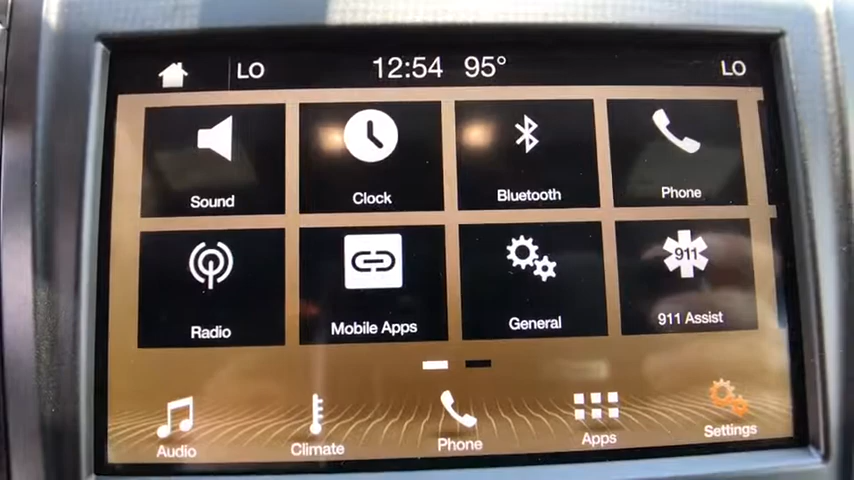 LO 12:54 95° LO
Sound Clock Bluetooth Phone
911
Radio Mobile Apps General 911 Assist
Audio Climate Phone Apps Settings